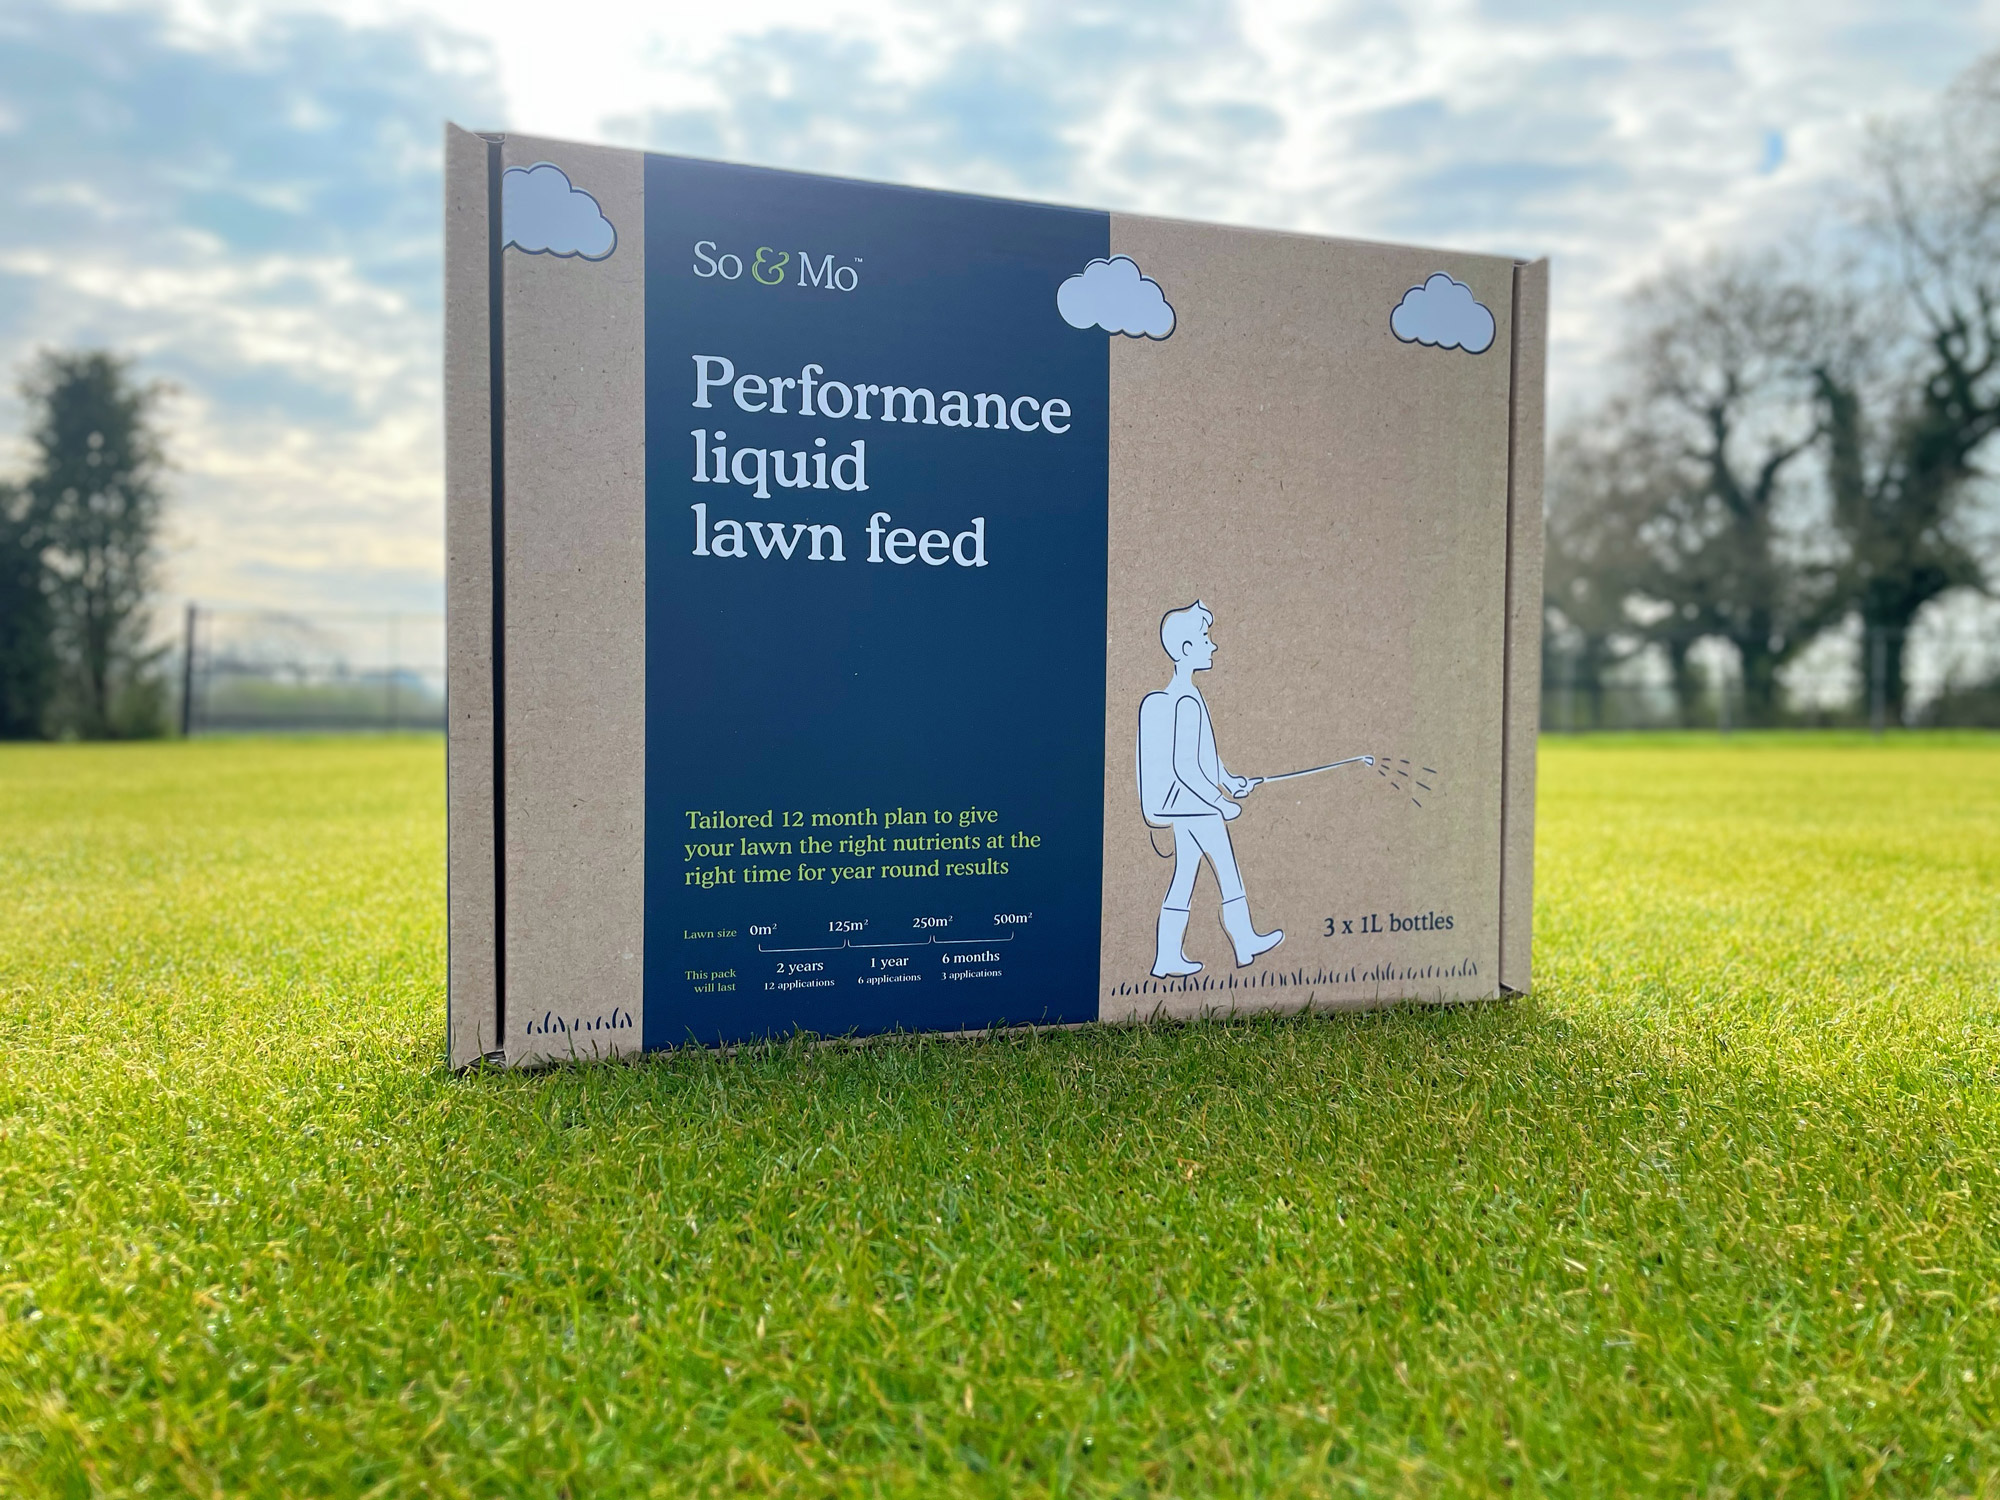 So & Mo™
Performance
liquid
lawn feed
Tailored 12 month plan to give
your lawn the right nutrients at the
right time for year round results
Lawn size 0m² 125m² 250m² 500m²
This pack
will last
2 years 1 year 6 months
12 applications 6 applications 3 applications
3 x 1L bottles